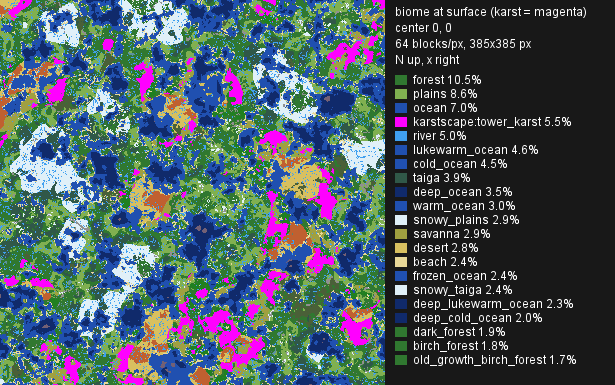 biome at surface (karst = magenta)
center 0, 0
64 blocks/px, 385x385 px
N up, x right
forest 10.5%
plains 8.6%
ocean 7.0%
karstscape:tower_karst 5.5%
river 5.0%
lukewarm_ocean 4.6%
cold_ocean 4.5%
taiga 3.9%
deep_ocean 3.5%
warm_ocean 3.0%
snowy_plains 2.9%
savanna 2.9%
desert 2.8%
beach 2.4%
frozen_ocean 2.4%
snowy_taiga 2.4%
deep_lukewarm_ocean 2.3%
deep_cold_ocean 2.0%
dark_forest 1.9%
birch_forest 1.8%
old_growth_birch_forest 1.7%